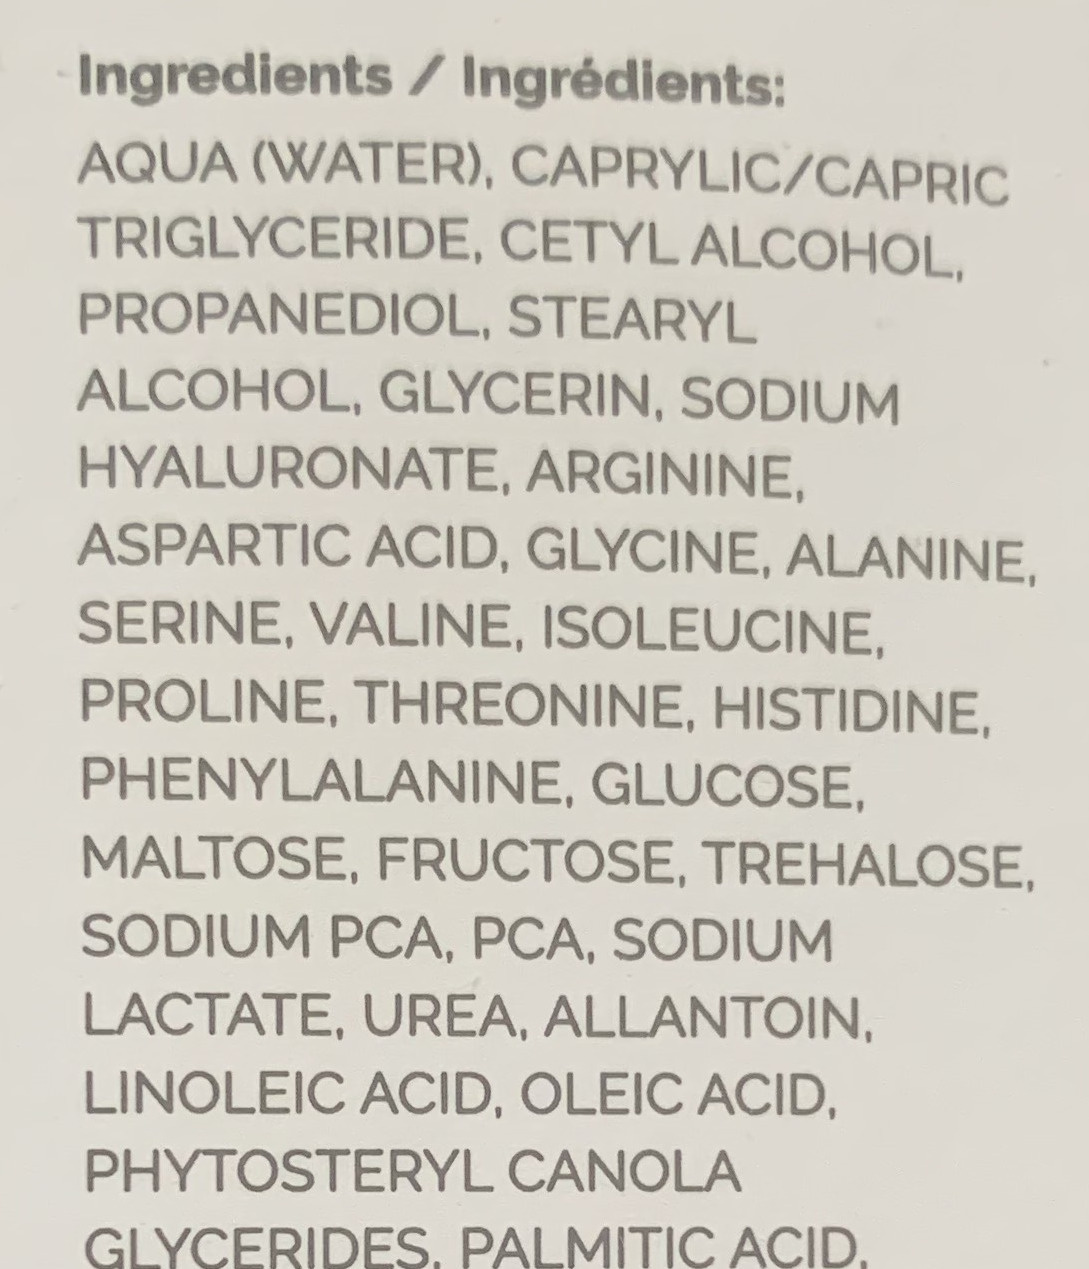 Ingredients / Ingrédients:
AQUA (WATER), CAPRYLIC/CAPRIC
TRIGLYCERIDE, CETYL ALCOHOL,
PROPANEDIOL, STEARYL
ALCOHOL, GLYCERIN, SODIUM
HYALURONATE, ARGININE,
ASPARTIC ACID, GLYCINE, ALANINE,
SERINE, VALINE, ISOLEUCINE,
PROLINE, THREONINE, HISTIDINE,
PHENYLALANINE, GLUCOSE,
MALTOSE, FRUCTOSE, TREHALOSE,
SODIUM PCA, PCA, SODIUM
LACTATE, UREA, ALLANTOIN,
LINOLEIC ACID, OLEIC ACID,
PHYTOSTERYL CANOLA
GLYCERIDES, PALMITIC ACID,